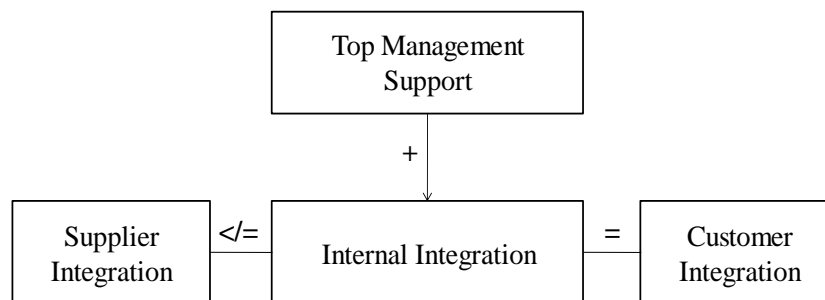 Top Management
Support
+
Supplier
Integration
</=
Internal Integration
=
Customer
Integration